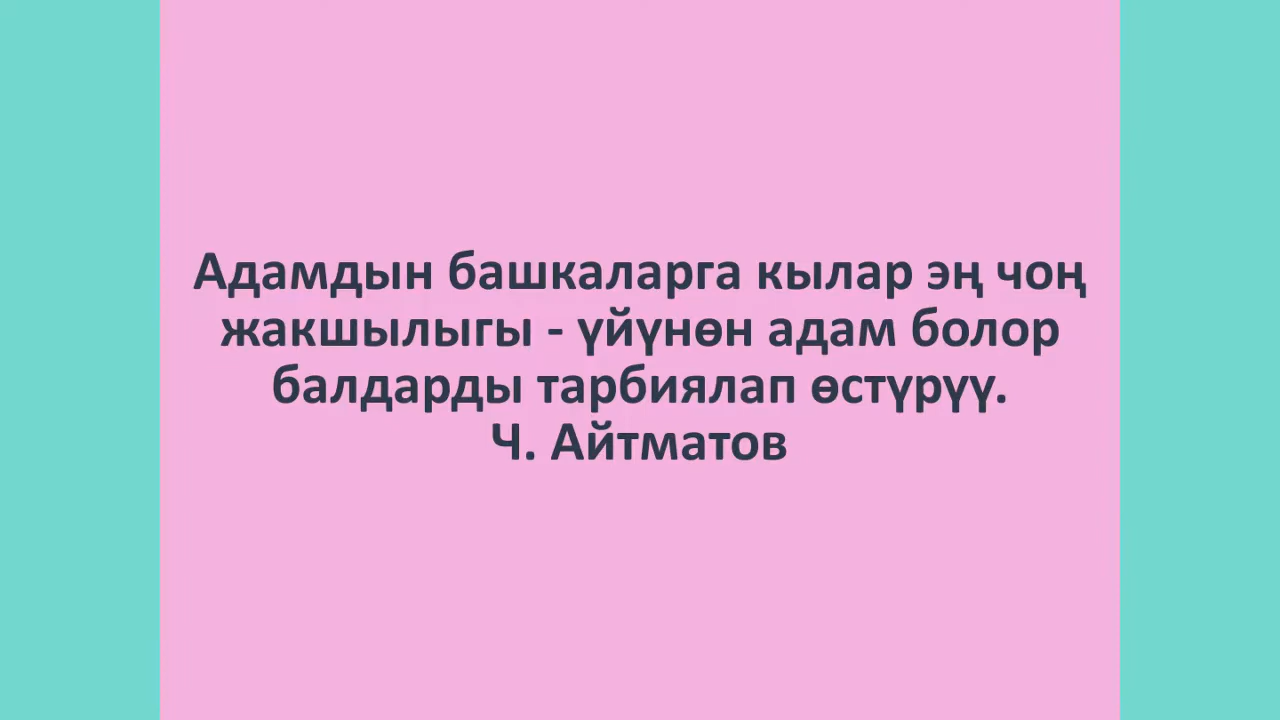 Адамдын башкаларга кылар эң чоң
жакшылыгы - үйүнөн адам болор
балдарды тарбиялап өстүрүү.
Ч. Айтматов